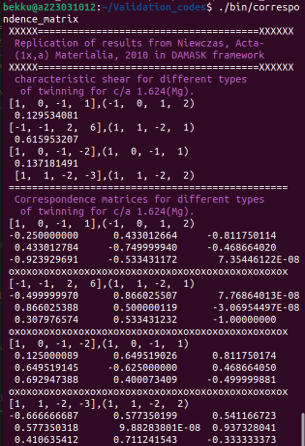 bekku@a223031012:~/Validation_codes$ ./bin/correspo
ndence_matrix
XXXXX========================================XXXXXX
Replication of results from Niewczas, Acta-
(1x,a) Materialia, 2010 in DAMASK framework
XXXXX========================================XXXXXX
characteristic shear for different types
of twinning for c/a 1.624(Mg).
[1, 0, -1, 1],(-1, 0, 1, 2)
0.129534081
[-1, -1, 2, 6],(1, 1, -2, 1)
0.615953207
[1, 0, -1, -2],(1, 0, -1, 1)
0.137181491
[1, 1, -2, -3],(1, 1, -2, 2)
==================================================
Correspondence matrices for different types
of twinning for c/a 1.624(Mg).
[1, 0, -1, 1],(-1, 0, 1, 2)
-0.250000000 0.433012664 -0.811750114
0.433012784 -0.749999940 -0.468664020
-0.923929691 -0.533431172 7.35446122E-08
oxoxoxoxoxoxoxoxoxoxoxoxoxoxoxoxoxoxoxoxoxoxoxoxox
[-1, -1, 2, 6],(1, 1, -2, 1)
-0.499999970 0.866025507 7.76864013E-08
0.866025388 0.500000119 -3.06954497E-08
0.307976574 0.533431232 -1.00000000
oxoxoxoxoxoxoxoxoxoxoxoxoxoxoxoxoxoxoxoxoxoxoxoxox
[1, 0, -1, -2],(1, 0, -1, 1)
0.125000089 0.649519026 0.811750174
0.649519145 -0.625000000 0.468664050
0.692947388 0.400073409 -0.499999881
oxoxoxoxoxoxoxoxoxoxoxoxoxoxoxoxoxoxoxoxoxoxoxoxox
[1, 1, -2, -3],(1, 1, -2, 2)
-0.666666687 0.577350199 0.541166723
0.577350318 9.88283801E-08 0.937328041
0.410635412 0.711241543 -0.333333373